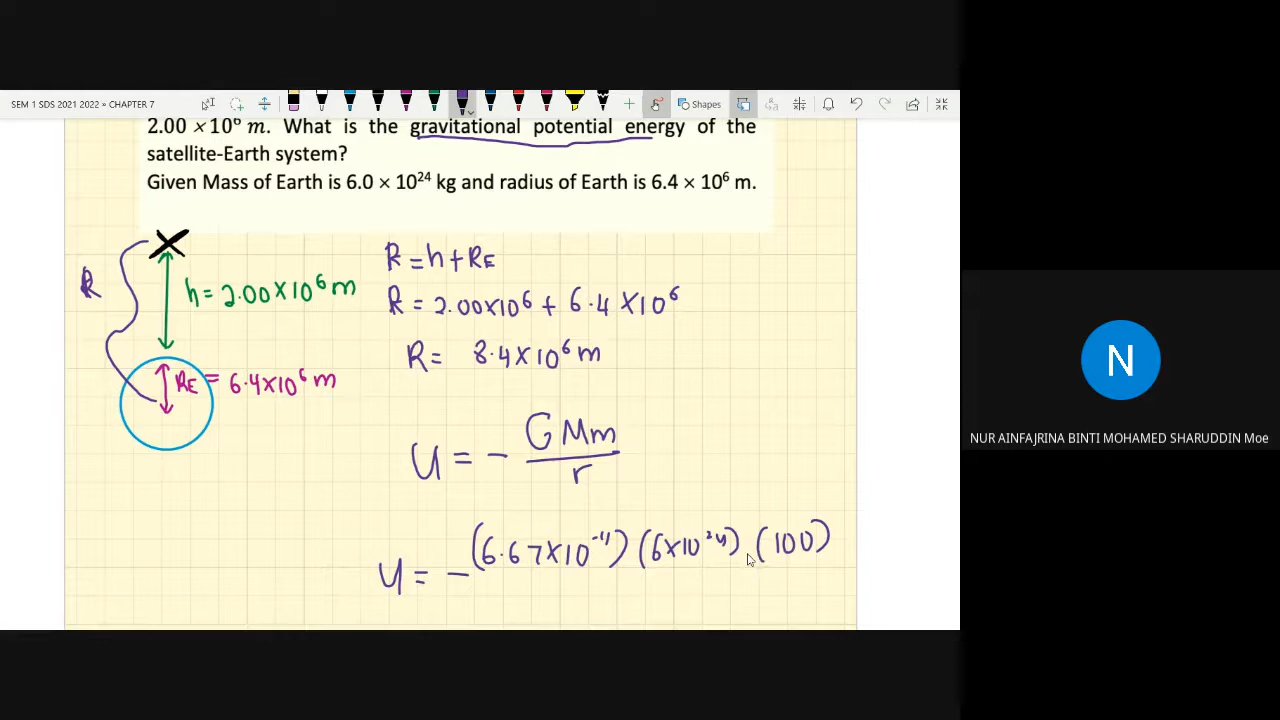 SEM 1 SDS 2021 2022 » CHAPTER 7
Shapes
2.00 × 10⁶ m. What is the gravitational potential energy of the
satellite-Earth system?
Given Mass of Earth is 6.0 × 10²⁴ kg and radius of Earth is 6.4 × 10⁶ m.
R
h = 2.00 × 10⁶ m
RE = 6.4 × 10⁶ m
R = h + RE
R = 2.00 × 10⁶ + 6.4 × 10⁶
R = 8.4 × 10⁶ m
U = - GMm / r
U = - (6.67 × 10⁻¹¹) (6 × 10²⁴) (100)
N
NUR AINFAJRINA BINTI MOHAMED SHARUDDIN Moe